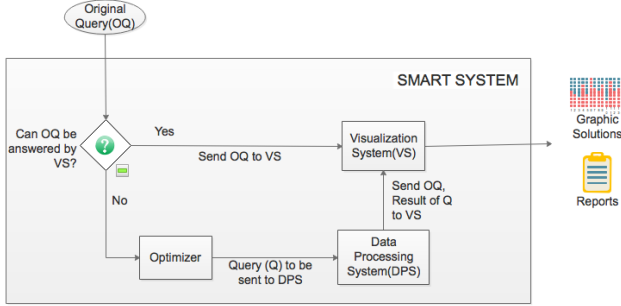 Original
Query(OQ)
SMART SYSTEM
Can OQ be
answered by
VS?
Yes
Send OQ to VS
Visualization
System(VS)
Graphic
Solutions
Reports
No
Send OQ,
Result of Q
to VS
Optimizer
Query (Q) to be
sent to DPS
Data
Processing
System(DPS)